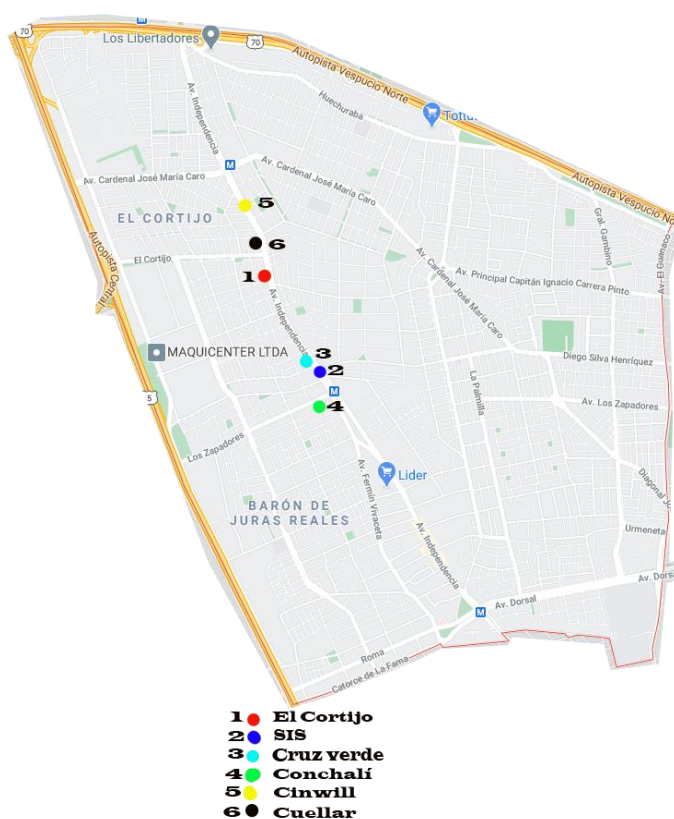 70
M
Los Libertadores
70
Autopista Vespucio Norte
Huechuraba
Av. Independencia
M
Av. Cardenal José María Caro
Av. Cardenal José María Caro
Autopista Vespucio
5
EL CORTIJO
Gral. Gambino
6
El Cortijo
Av. Cardenal José María Caro
Av. El Guanaco
Autopista Central
1
Av. Principal Capitán Ignacio Carrera Pinto
Av. Independencia
MAQUICENTER LTDA
3
Diego Silva Henríquez
2
La Palmilla
M
5
4
Av. Los Zapadores
Los Zapadores
Av. Fermín Vivaceta
Lider
Diagonal
BARÓN DE
JURAS REALES
Av. Independencia
Urmeneta
Av. Dorsal
M
Roma
Catorce de La Fama
1 El Cortijo
2 SIS
3 Cruz verde
4 Conchalí
5 Cinwill
6 Cuellar